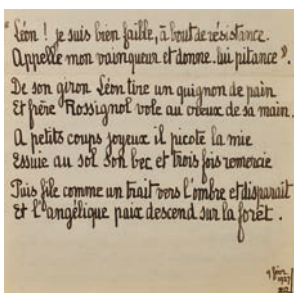 "Léon ! je suis bien faible, à bout de résistance.
Appelle mon vainqueur et donne-lui pitance".
De son giron Léon tire un quignon de pain
Et frère Rossignol vole au creux de sa main.
A petits coups joyeux il picote la mie
Essuie au sol son bec et trois fois remercie
Puis file comme un trait vers l'ombre et disparaît
Et l'angélique paix descend sur la forêt.
9 févr
1927